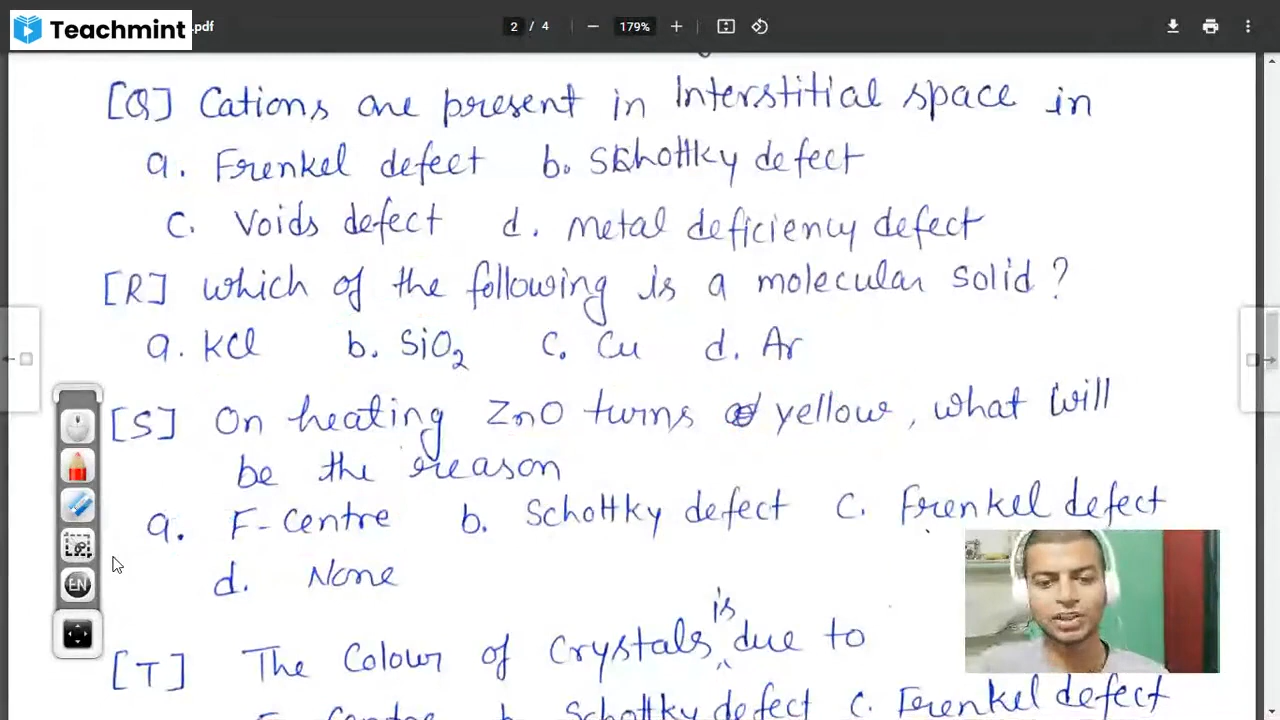 Teachmint
.pdf
2 / 4
179%
[Q] Cations are present in Interstitial space in
a. Frenkel defect b. Schottky defect
c. Voids defect d. Metal deficiency defect
[R] which of the following is a molecular solid?
a. KCl b. SiO₂ c. Cu d. Ar
[S] On heating ZnO turns yellow, what will
be the reason
a. F-Centre b. Schottky defect c. Frenkel defect
d. None
EN
[T] The Colour of Crystals is due to
F-Centre b. Schottky defect c. Frenkel defect